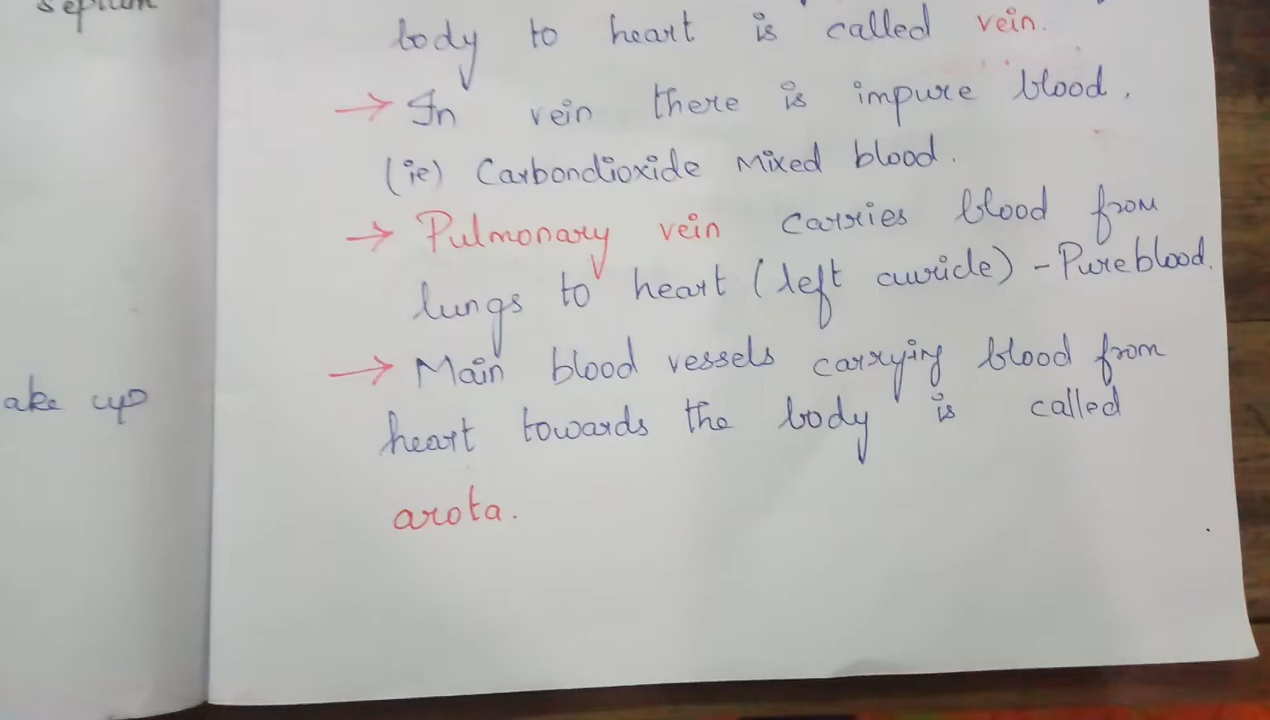 septum
ake up
body to heart is called vein.
→ In vein there is impure blood.
(ie) Carbondioxide Mixed blood.
→ Pulmonary vein carries blood from
lungs to heart (left auricle) - Pureblood.
→ Main blood vessels carrying blood from
heart towards the body is called
arota.